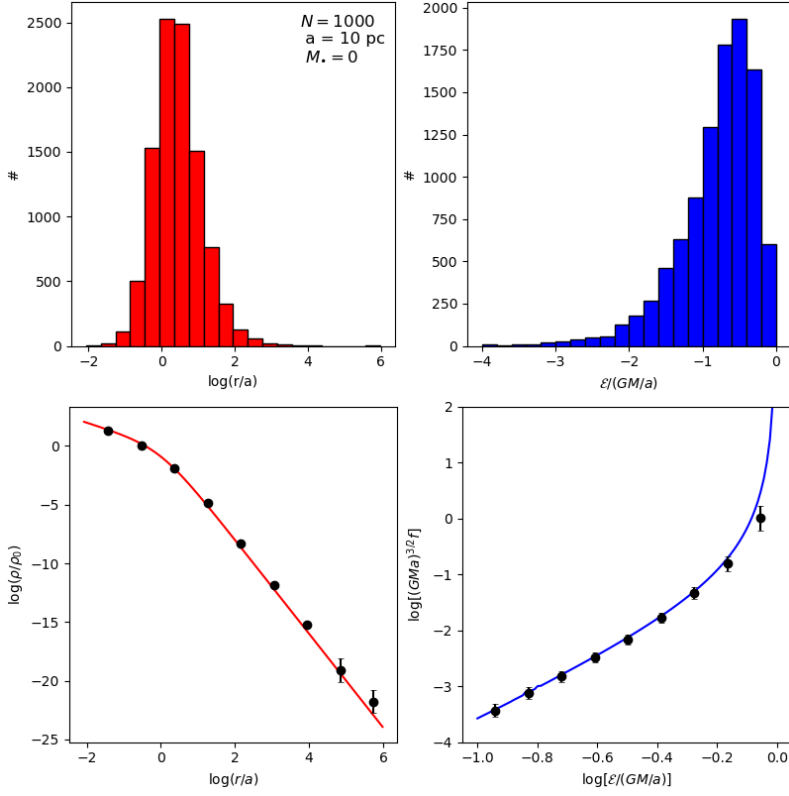 N = 1000
a = 10 pc
M• = 0
2500
2000
1500
1000
500
0
#
−2 0 2 4 6
log(r/a)
2000
1750
1500
1250
1000
750
500
250
0
#
−4 −3 −2 −1 0
ℰ/(GM/a)
0
−5
−10
−15
−20
−25
log(ρ/ρ₀)
−2 0 2 4 6
log(r/a)
2
1
0
−1
−2
−3
−4
log[(GMa)^{3/2}f]
−1.0 −0.8 −0.6 −0.4 −0.2 0.0
log[ℰ/(GM/a)]